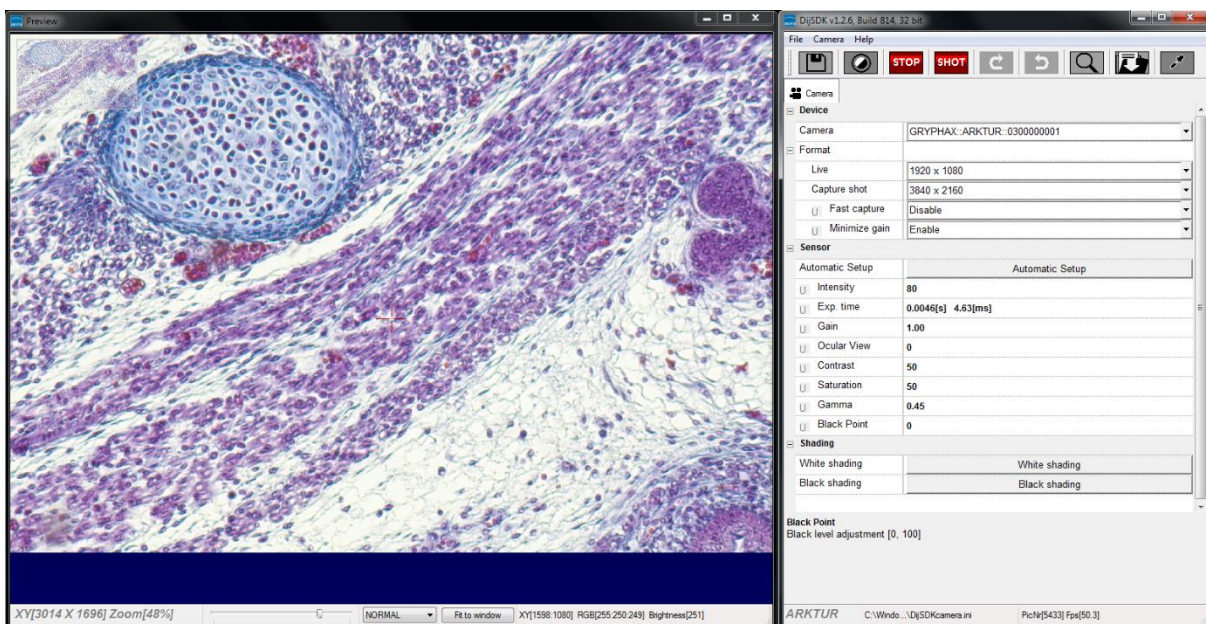 Preview
XY[3014 X 1696] Zoom[48%]
NORMAL
Fit to window
XY[1598:1080] RGB[255:250:249] Brightness[251]
DijSDK v1.2.6, Build 814, 32 bit
File Camera Help
STOP SHOT
Camera
Device
Camera GRYPHAX::ARKTUR::0300000001
Format
Live 1920 x 1080
Capture shot 3840 x 2160
U Fast capture Disable
U Minimize gain Enable
Sensor
Automatic Setup Automatic Setup
U Intensity 80
U Exp. time 0.0046[s] 4.63[ms]
U Gain 1.00
U Ocular View 0
U Contrast 50
U Saturation 50
U Gamma 0.45
U Black Point 0
Shading
White shading White shading
Black shading Black shading
Black Point
Black level adjustment [0, 100]
ARKTUR C:\Windo...\DijSDKcamera.ini PicNr[5433] Fps[50.3]